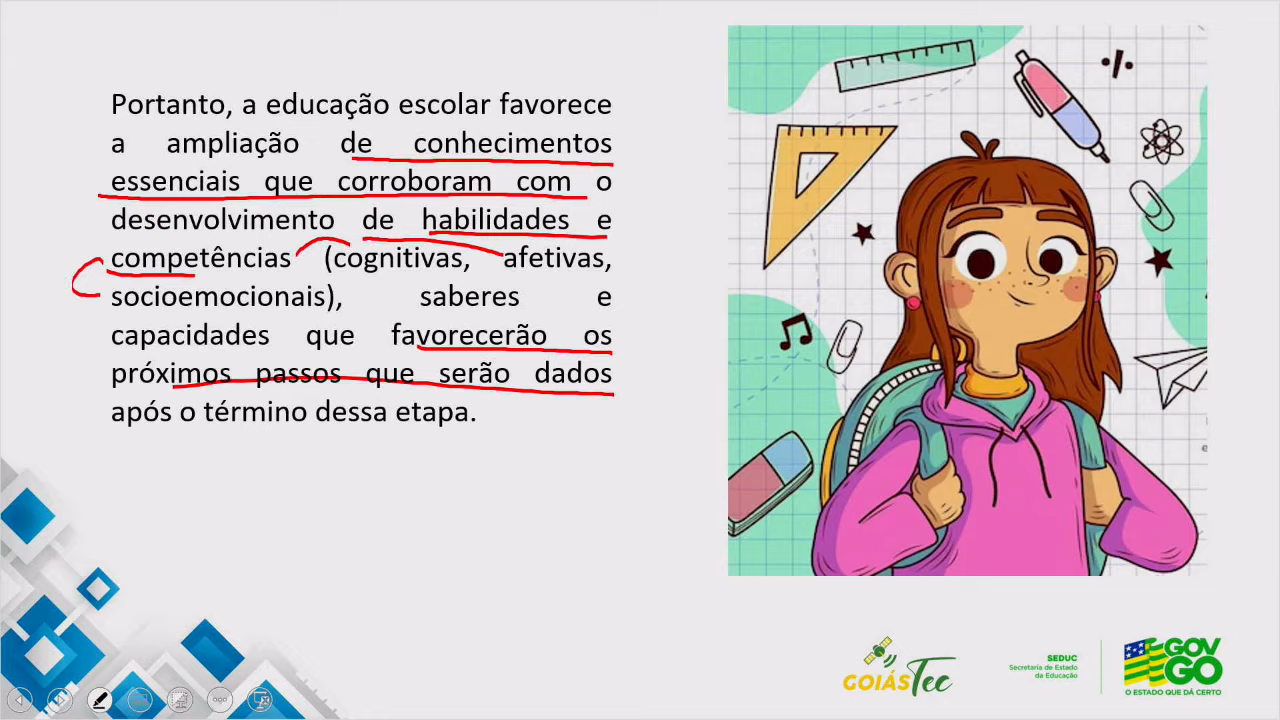 Portanto, a educação escolar favorece
a ampliação de conhecimentos
essenciais que corroboram com o
desenvolvimento de habilidades e
competências (cognitivas, afetivas,
socioemocionais), saberes e
capacidades que favorecerão os
próximos passos que serão dados
após o término dessa etapa.
GOIÁS Tec
SEDUC
Secretaria de Estado
da Educação
GOV
GO
O ESTADO QUE DÁ CERTO